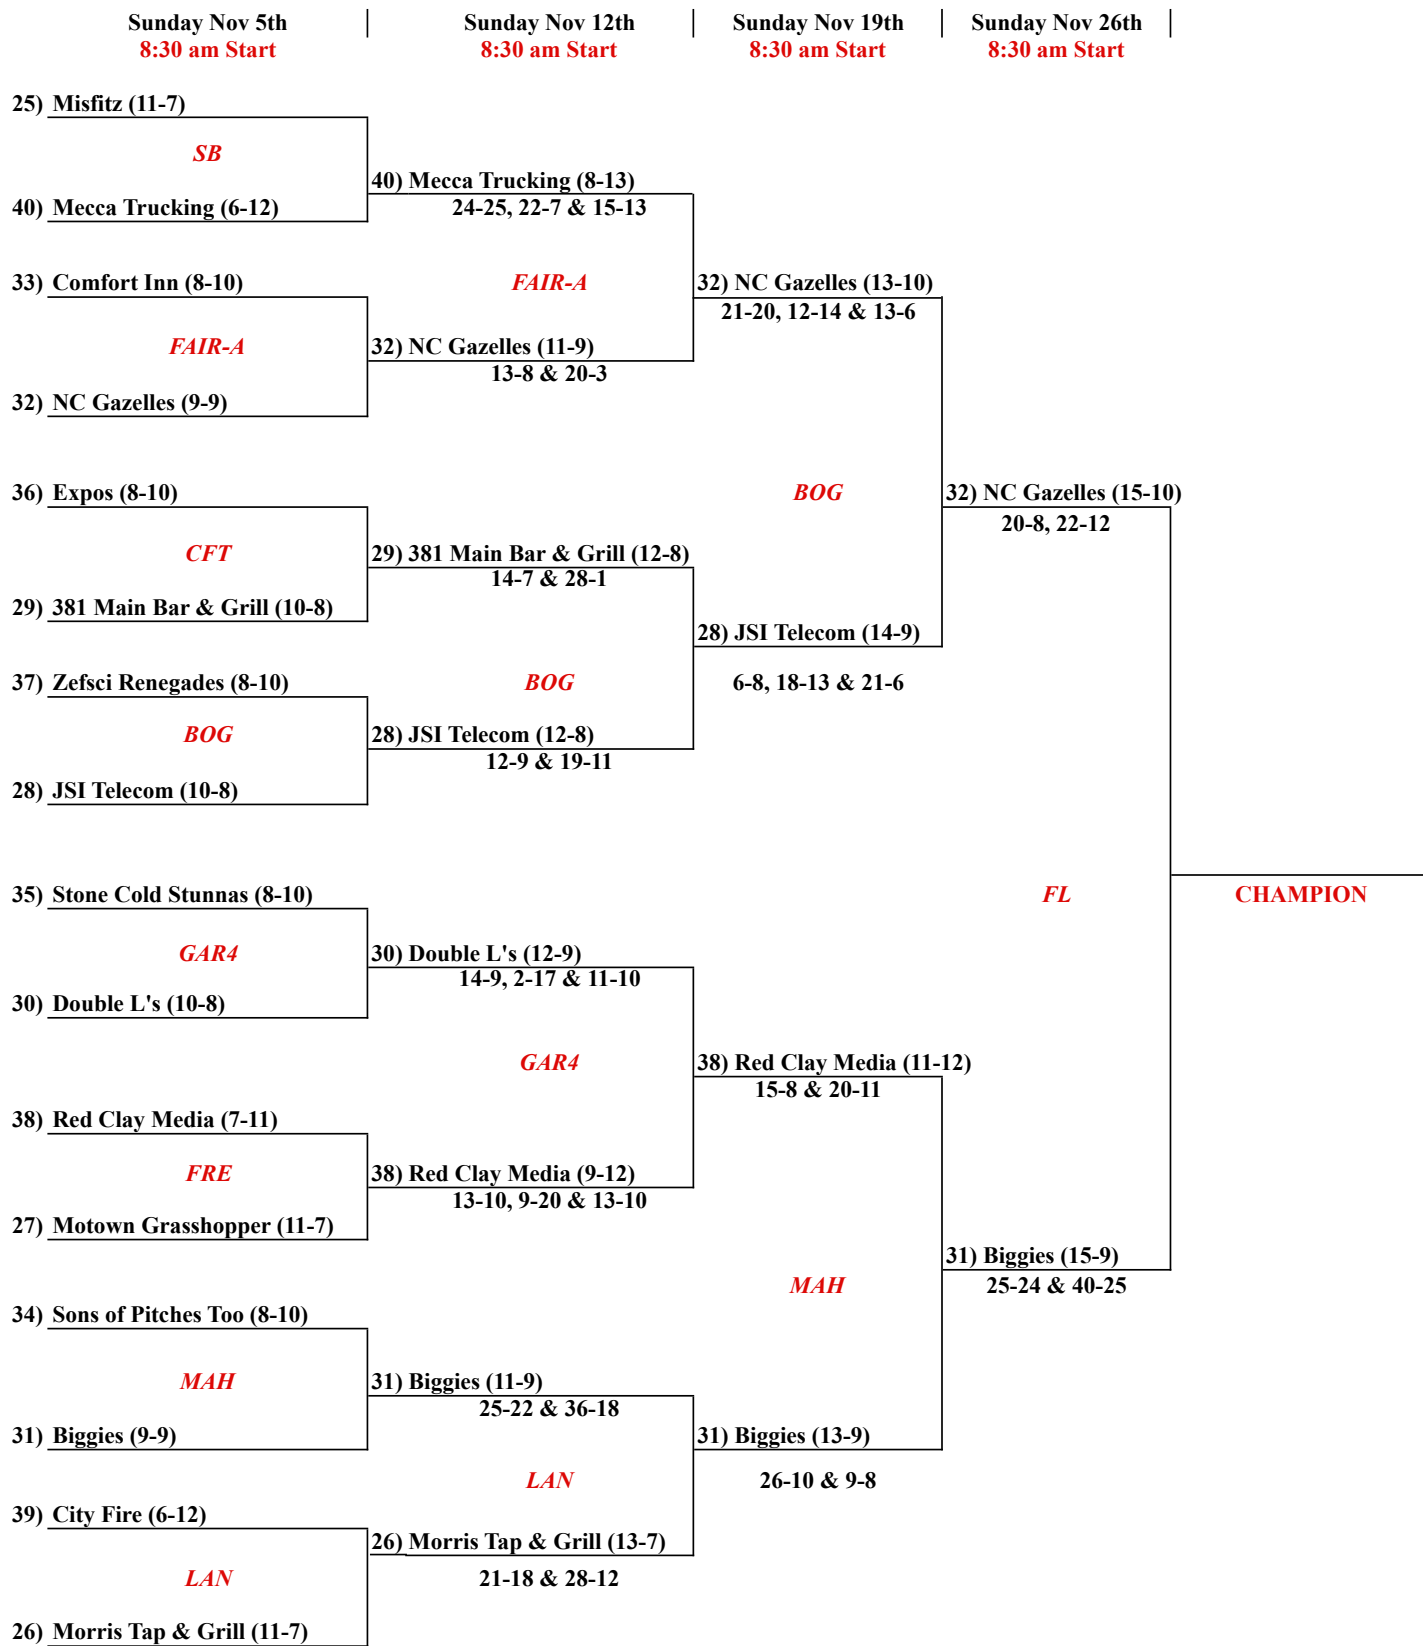 Sunday Nov 5th
8:30 am Start
Sunday Nov 12th
8:30 am Start
Sunday Nov 19th
8:30 am Start
Sunday Nov 26th
8:30 am Start
25) Misfitz (11-7)
SB
40) Mecca Trucking (6-12)
33) Comfort Inn (8-10)
FAIR-A
32) NC Gazelles (9-9)
36) Expos (8-10)
CFT
29) 381 Main Bar & Grill (10-8)
37) Zefsci Renegades (8-10)
BOG
28) JSI Telecom (10-8)
35) Stone Cold Stunnas (8-10)
GAR4
30) Double L's (10-8)
38) Red Clay Media (7-11)
FRE
27) Motown Grasshopper (11-7)
34) Sons of Pitches Too (8-10)
MAH
31) Biggies (9-9)
39) City Fire (6-12)
LAN
26) Morris Tap & Grill (11-7)
40) Mecca Trucking (8-13)
24-25, 22-7 & 15-13
FAIR-A
32) NC Gazelles (11-9)
13-8 & 20-3
29) 381 Main Bar & Grill (12-8)
14-7 & 28-1
BOG
28) JSI Telecom (12-8)
12-9 & 19-11
30) Double L's (12-9)
14-9, 2-17 & 11-10
GAR4
38) Red Clay Media (9-12)
13-10, 9-20 & 13-10
31) Biggies (11-9)
25-22 & 36-18
LAN
26) Morris Tap & Grill (13-7)
21-18 & 28-12
32) NC Gazelles (13-10)
21-20, 12-14 & 13-6
BOG
28) JSI Telecom (14-9)
6-8, 18-13 & 21-6
38) Red Clay Media (11-12)
15-8 & 20-11
MAH
31) Biggies (13-9)
26-10 & 9-8
32) NC Gazelles (15-10)
20-8, 22-12
FL
31) Biggies (15-9)
25-24 & 40-25
CHAMPION